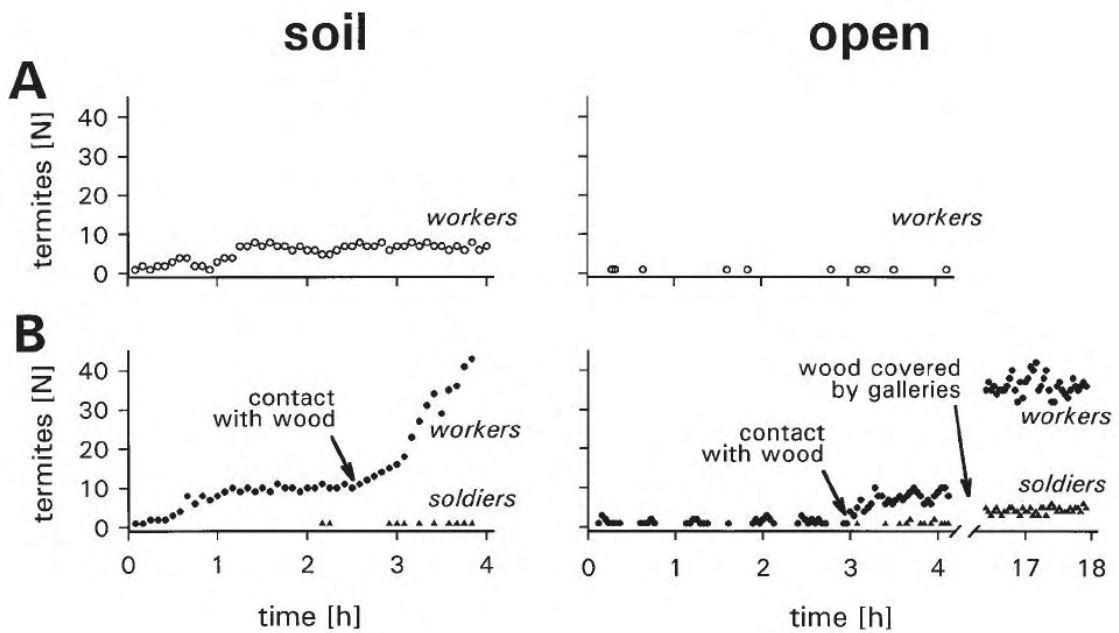 soil
open
A
termites [N]
40
30
20
10
0
workers
workers
B
termites [N]
40
30
20
10
0
contact
with wood
workers
soldiers
wood covered
by galleries
contact
with wood
workers
soldiers
0 1 2 3 4
time [h]
0 1 2 3 4 17 18
time [h]
time [h]